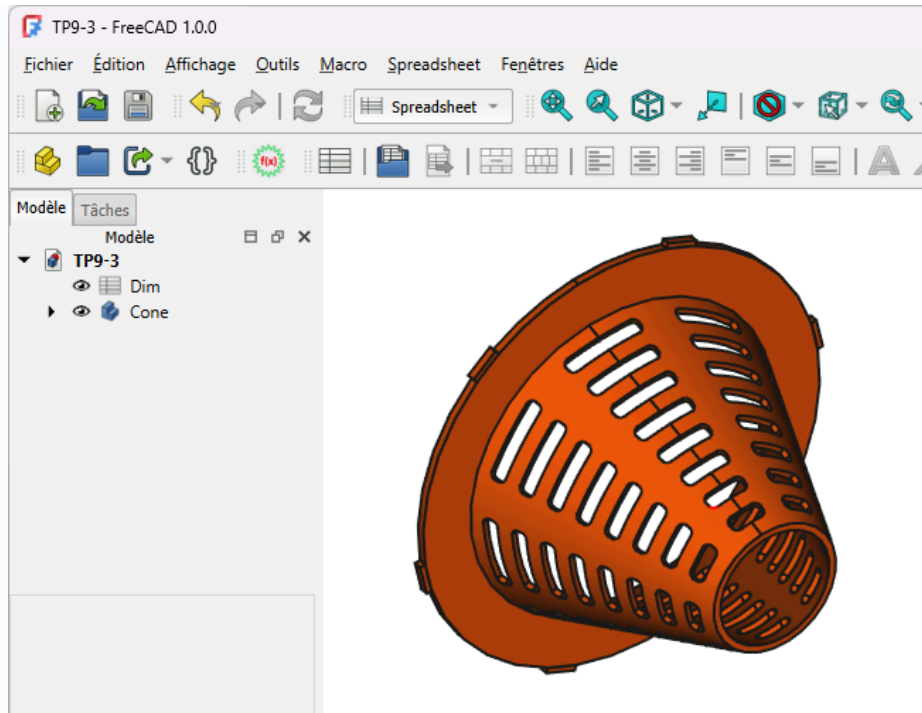 TP9-3 - FreeCAD 1.0.0
Fichier Édition Affichage Outils Macro Spreadsheet Fenêtres Aide
Spreadsheet
f(x)
Modèle Tâches
Modèle
TP9-3
Dim
Cone